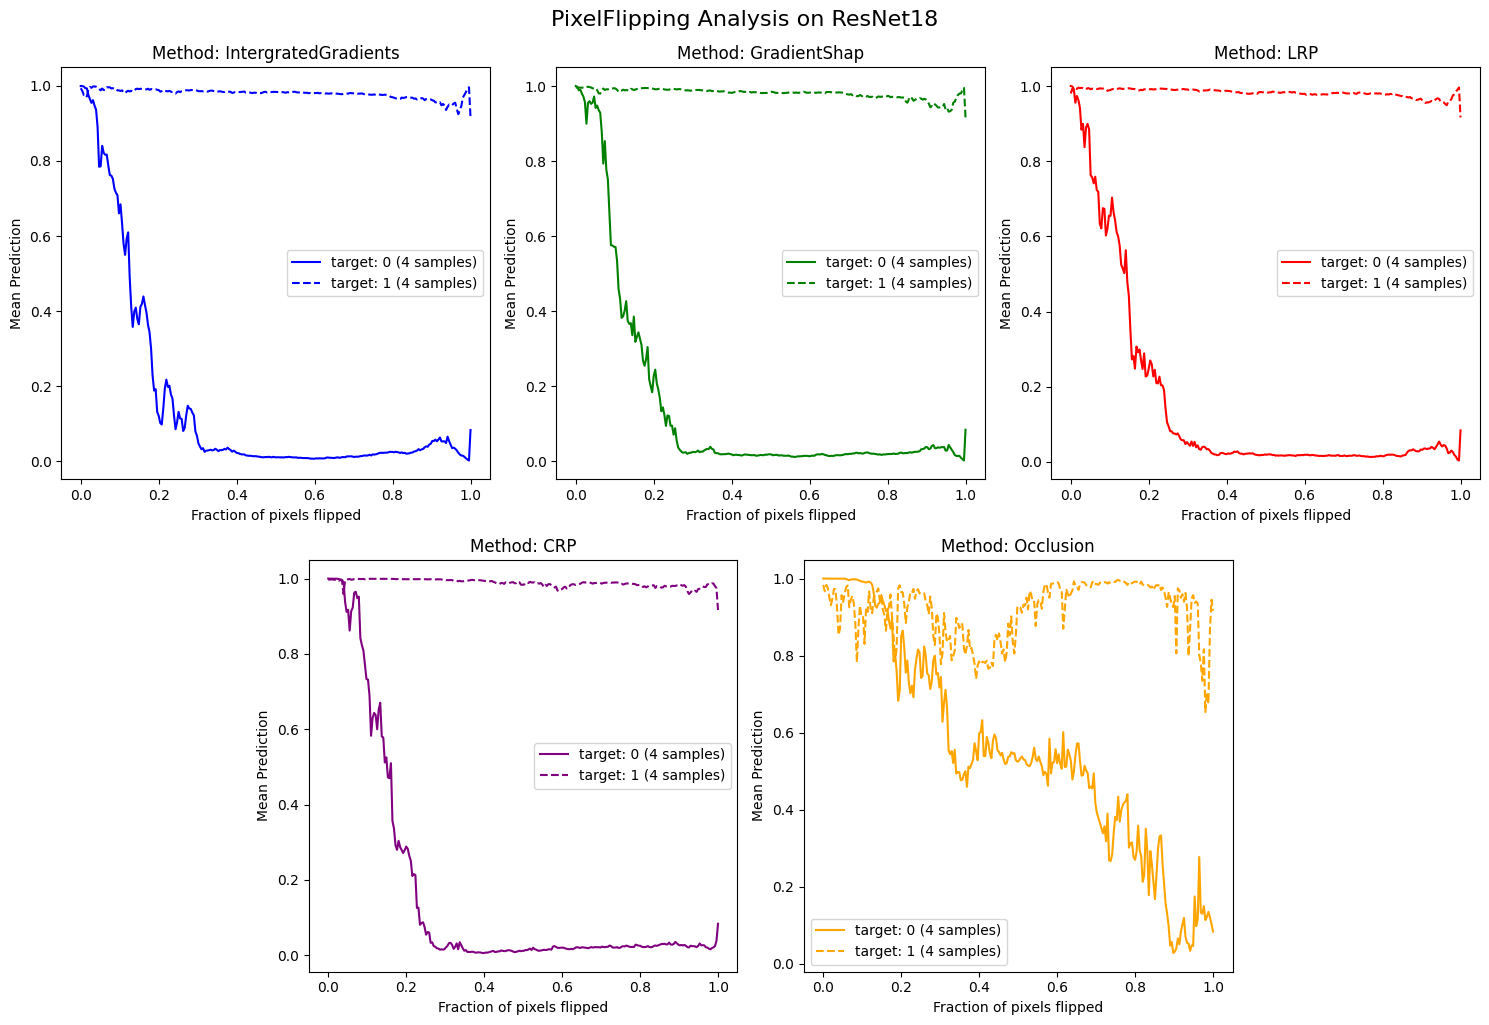 PixelFlipping Analysis on ResNet18
Method: IntergratedGradients
Mean Prediction
1.0
0.8
0.6
0.4
0.2
0.0
target: 0 (4 samples)
target: 1 (4 samples)
0.0 0.2 0.4 0.6 0.8 1.0
Fraction of pixels flipped
Method: GradientShap
Mean Prediction
1.0
0.8
0.6
0.4
0.2
0.0
target: 0 (4 samples)
target: 1 (4 samples)
0.0 0.2 0.4 0.6 0.8 1.0
Fraction of pixels flipped
Method: LRP
Mean Prediction
1.0
0.8
0.6
0.4
0.2
0.0
target: 0 (4 samples)
target: 1 (4 samples)
0.0 0.2 0.4 0.6 0.8 1.0
Fraction of pixels flipped
Method: CRP
Mean Prediction
1.0
0.8
0.6
0.4
0.2
0.0
target: 0 (4 samples)
target: 1 (4 samples)
0.0 0.2 0.4 0.6 0.8 1.0
Fraction of pixels flipped
Method: Occlusion
Mean Prediction
1.0
0.8
0.6
0.4
0.2
0.0
target: 0 (4 samples)
target: 1 (4 samples)
0.0 0.2 0.4 0.6 0.8 1.0
Fraction of pixels flipped